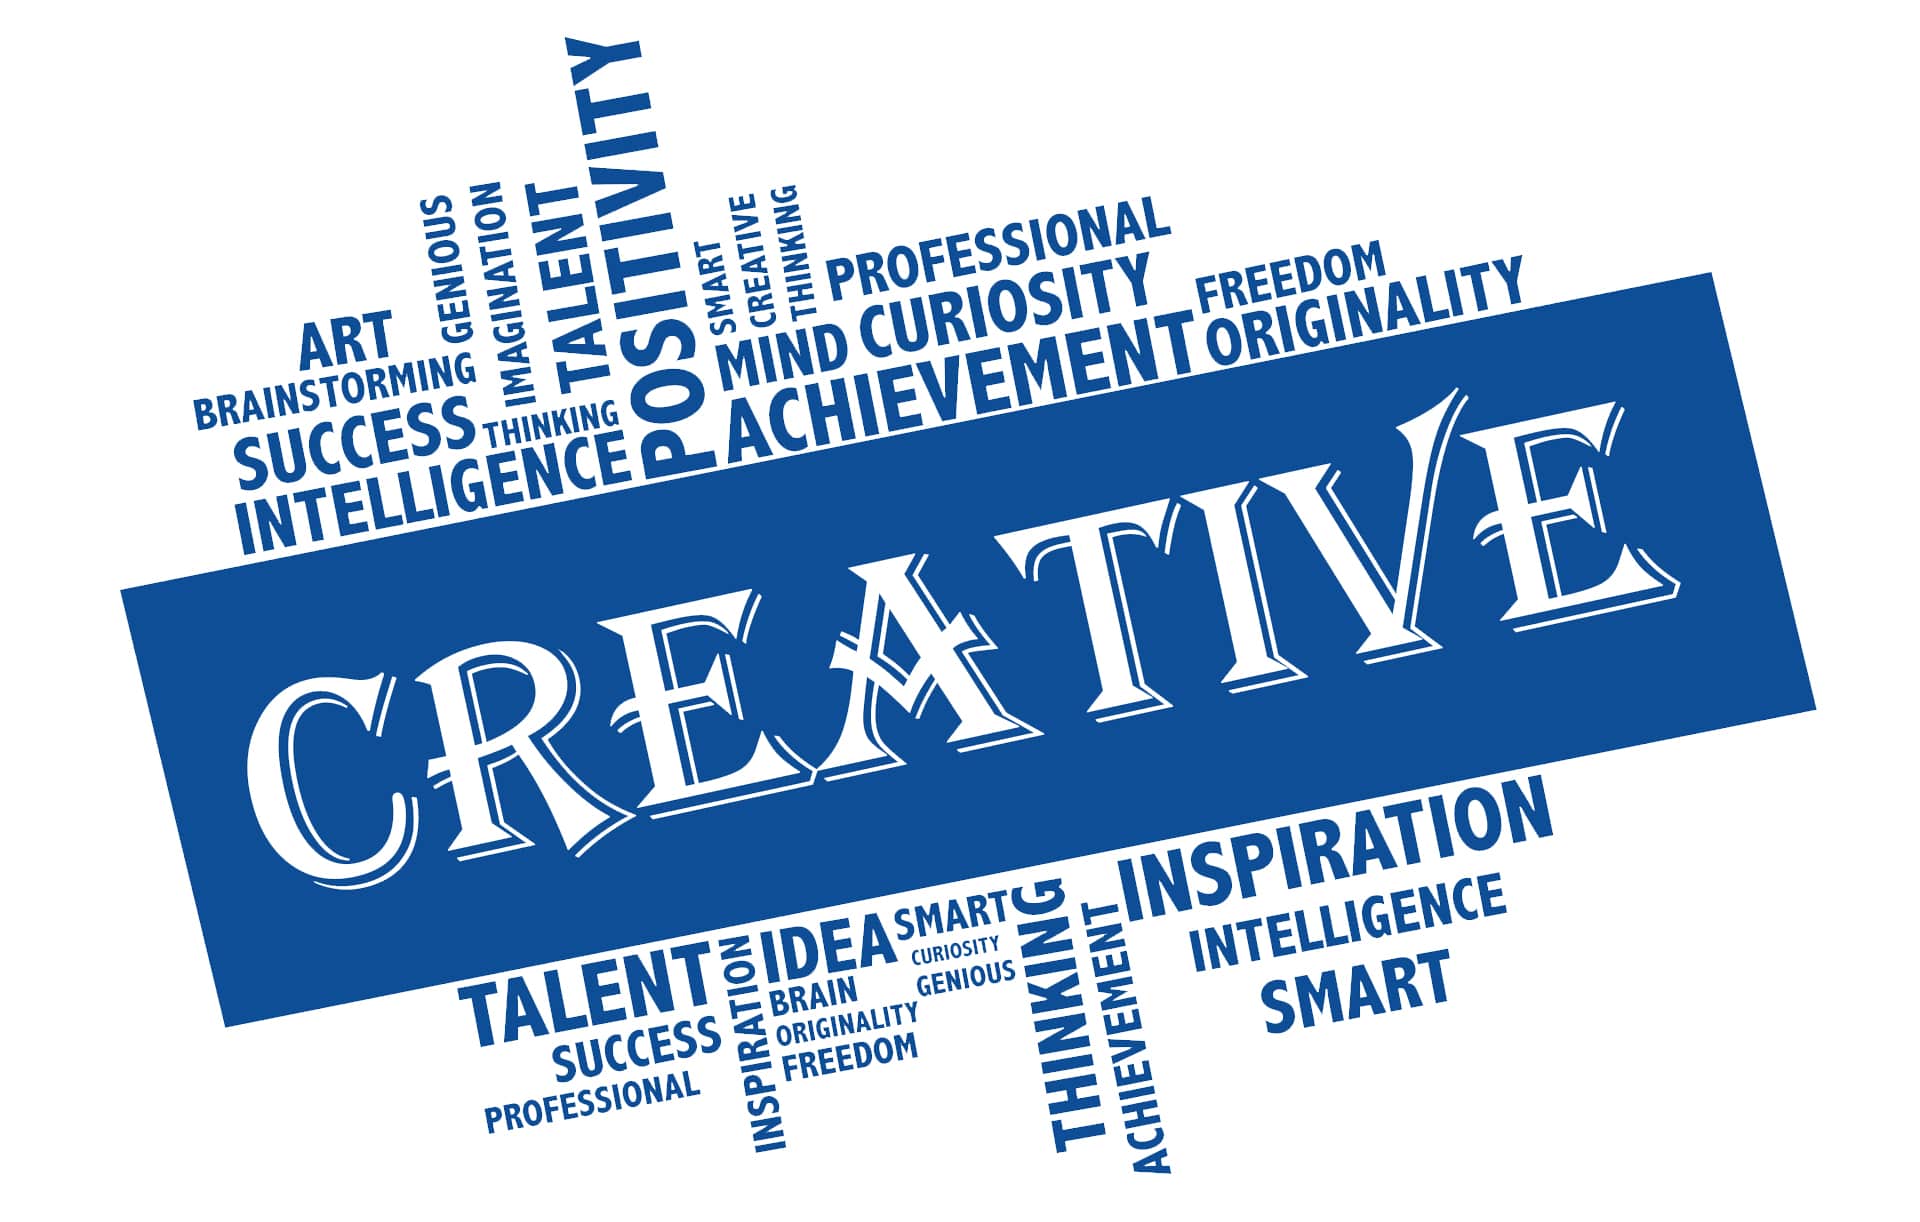 POSITIVITY
TALENT
IMAGINATION
GENIOUS
ART
BRAINSTORMING
SUCCESS
THINKING
INTELLIGENCE
SMART
CREATIVE
THINKING
PROFESSIONAL
MIND CURIOSITY
ACHIEVEMENT
FREEDOM
ORIGINALITY
CREATIVE
TALENT
SUCCESS
PROFESSIONAL
INSPIRATION
IDEA
BRAIN
ORIGINALITY
FREEDOM
SMART
CURIOSITY
GENIOUS
THINKING
ACHIEVEMENT
INSPIRATION
INTELLIGENCE
SMART